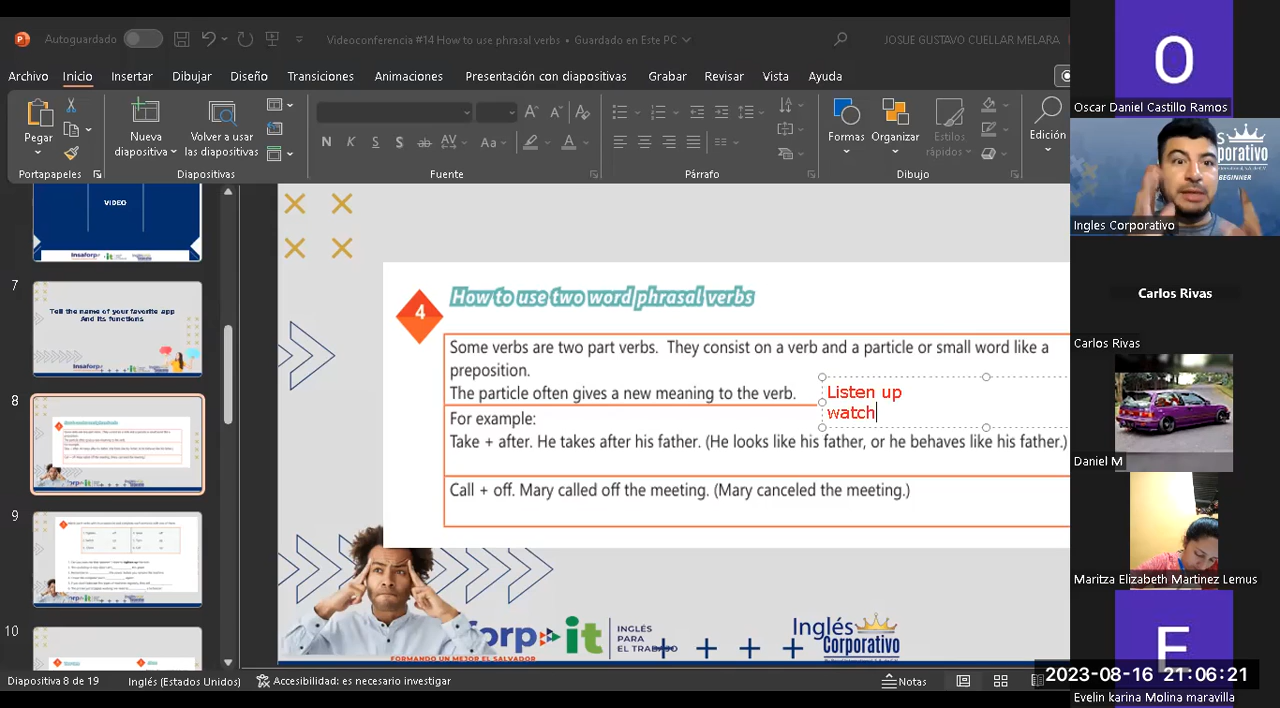 Autoguardado
Videoconferencia #14 How to use phrasal verbs • Guardado en Este PC
JOSUE GUSTAVO CUELLAR MELARA
Archivo Inicio Insertar Dibujar Diseño Transiciones Animaciones Presentación con diapositivas Grabar Revisar Vista Ayuda
Pegar
Nueva diapositiva
Volver a usar las diapositivas
N K S S ab AV Aa A
Formas
Organizar
Estilos rápidos
Edición
Portapapeles
Diapositivas
Fuente
Párrafo
Dibujo
VIDEO
7
Tell the name of your favorite app
And its functions
8
9
10
4
How to use two word phrasal verbs
Some verbs are two part verbs. They consist on a verb and a particle or small word like a
preposition.
The particle often gives a new meaning to the verb.
Listen up
watch
For example:
Take + after. He takes after his father. (He looks like his father, or he behaves like his father.)
Call + off. Mary called off the meeting. (Mary canceled the meeting.)
INGLÉS
PARA
EL TRABAJO
FORMANDO UN MEJOR EL SALVADOR
Inglés
Corporativo
Diapositiva 8 de 19
Inglés (Estados Unidos)
Accesibilidad: es necesario investigar
Notas
O
Oscar Daniel Castillo Ramos
BEGINNER
Ingles Corporativo
Carlos Rivas
Carlos Rivas
Daniel M
Maritza Elizabeth Martinez Lemus
E
2023-08-16 21:06:21
Evelin karina Molina maravilla